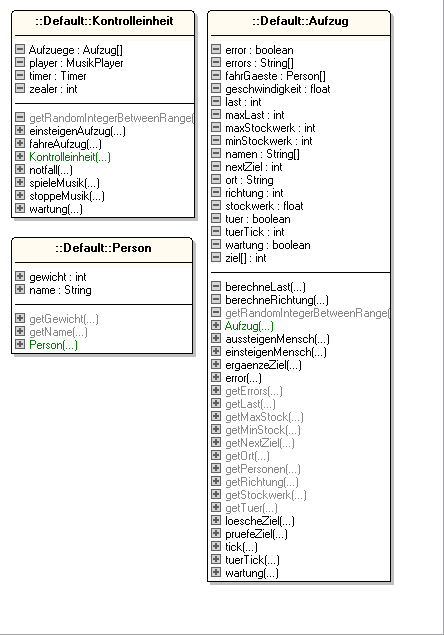 ::Default::Kontrolleinheit
Aufzuege : Aufzug[]
player : MusikPlayer
timer : Timer
zealer : int
getRandomIntegerBetweenRange(
einsteigenAufzug(...)
fahreAufzug(...)
Kontrolleinheit(...)
notfall(...)
spieleMusik(...)
stoppeMusik(...)
wartung(...)
::Default::Person
gewicht : int
name : String
getGewicht(...)
getName(...)
Person(...)
::Default::Aufzug
error : boolean
errors : String[]
fahrGaeste : Person[]
geschwindigkeit : float
last : int
maxLast : int
maxStockwerk : int
minStockwerk : int
namen : String[]
nextZiel : int
ort : String
richtung : int
stockwerk : float
tuer : boolean
tuerTick : int
wartung : boolean
ziel[] : int
berechneLast(...)
berechneRichtung(...)
getRandomIntegerBetweenRange(
Aufzug(...)
aussteigenMensch(...)
einsteigenMensch(...)
ergaenzeZiel(...)
error(...)
getErrors(...)
getLast(...)
getMaxStock(...)
getMinStock(...)
getNextZiel(...)
getOrt(...)
getPersonen(...)
getRichtung(...)
getStockwerk(...)
getTuer(...)
loescheZiel(...)
pruefeZiel(...)
tick(...)
tuerTick(...)
wartung(...)